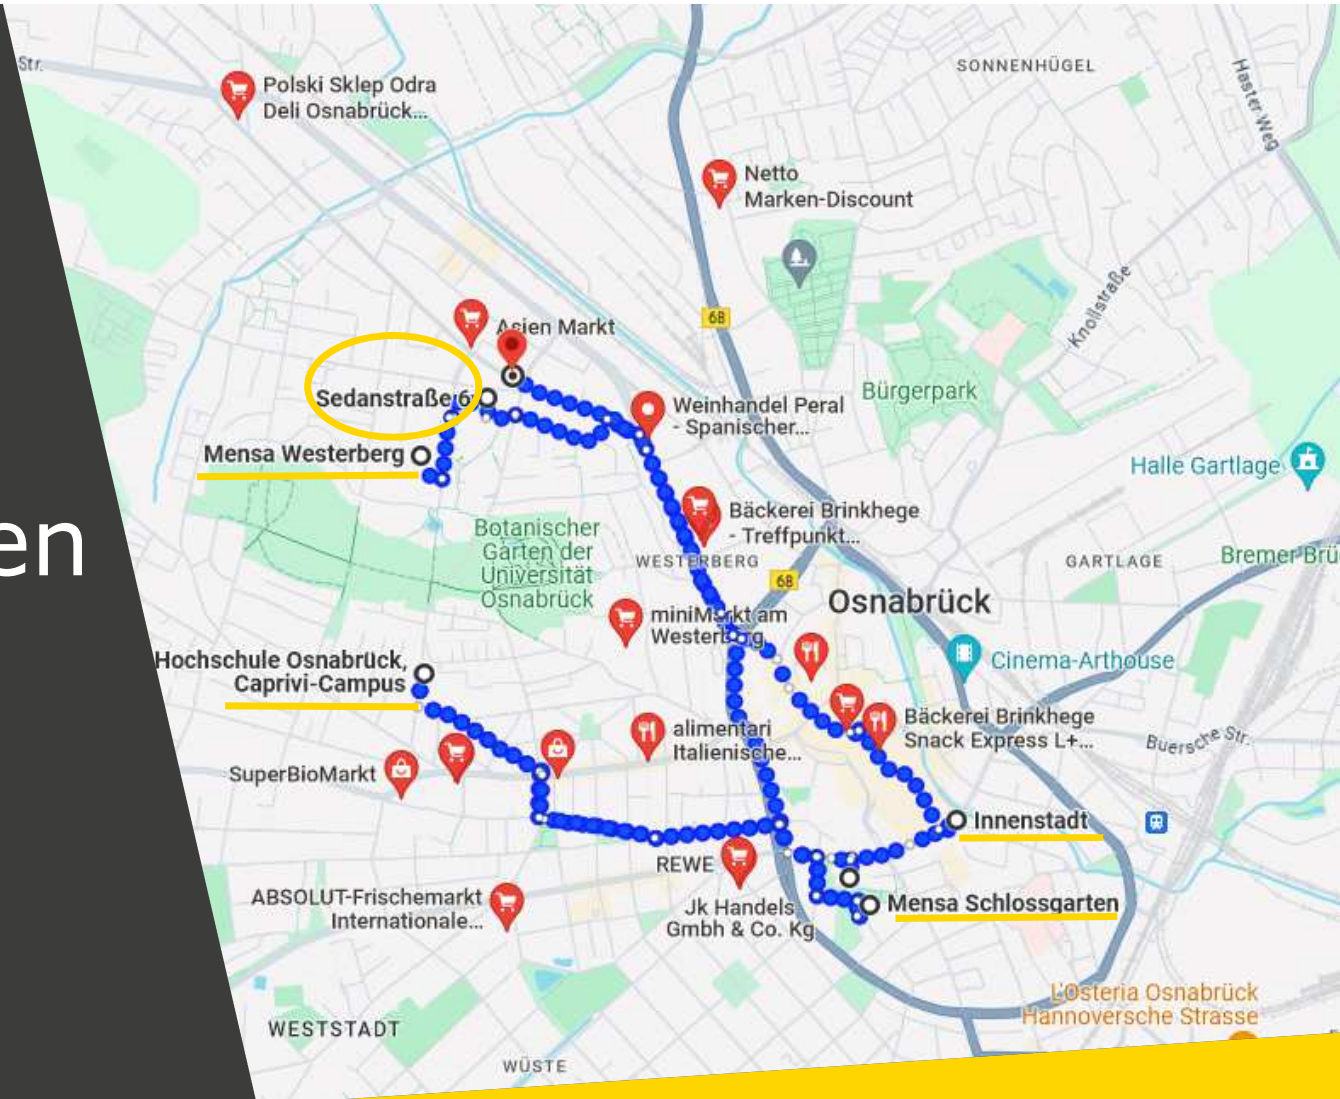 Str.
Polski Sklep Odra
Deli Osnabrück...
SONNENHÜGEL
Haster Weg
Netto
Marken-Discount
68
Knollstraße
Asien Markt
Sedanstraße 6
Bürgerpark
Weinhandel Peral
- Spanischer...
Mensa Westerberg
Halle Gartlage
en
Botanischer
Garten der
Universität
Osnabrück
Bäckerei Brinkhege
- Treffpunkt...
WESTERBERG
GARTLAGE
Bremer Brü
68
Osnabrück
miniMarkt am
Westerberg
Cinema-Arthouse
Hochschule Osnabrück,
Caprivi-Campus
alimentari
Italienische...
Bäckerei Brinkhege
Snack Express L+...
Buersche Str.
SuperBioMarkt
Innenstadt
REWE
ABSOLUT-Frischemarkt
Internationale...
Jk Handels
Gmbh & Co. Kg
Mensa Schlossgarten
L'Osteria Osnabrück
Hannoversche Strasse
WESTSTADT
WÜSTE